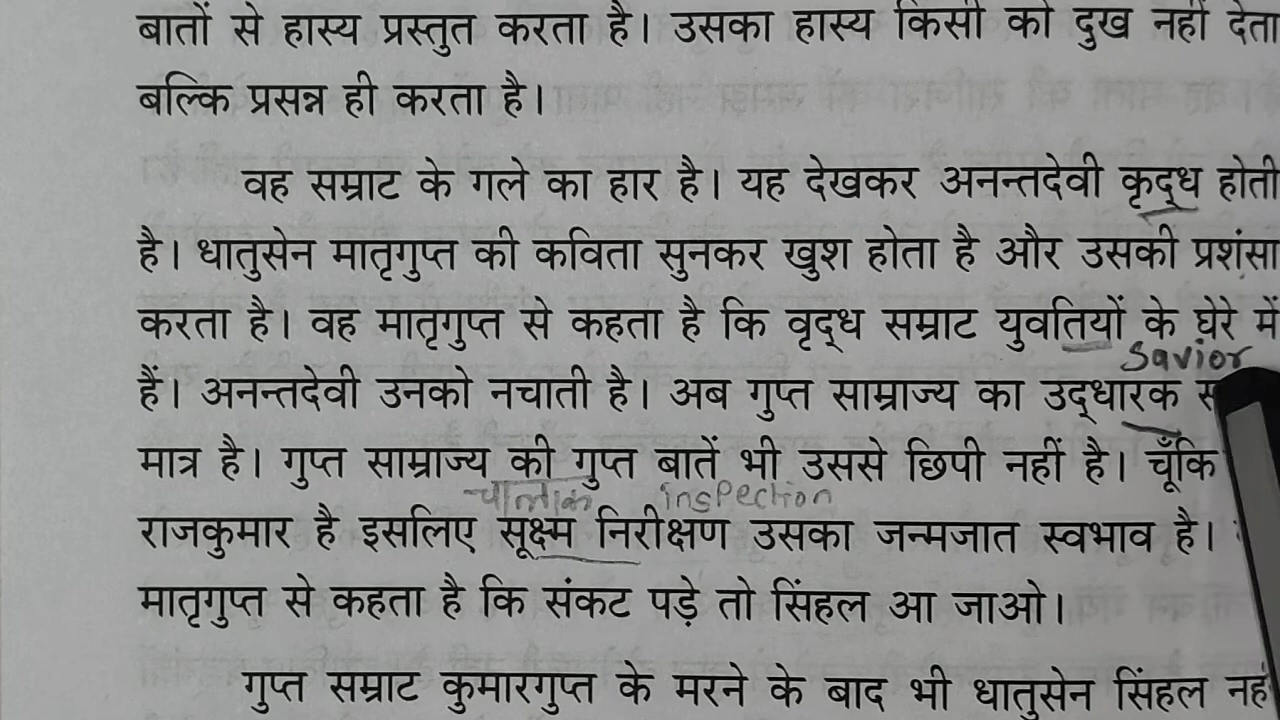 बातों से हास्य प्रस्तुत करता है। उसका हास्य किसी को दुख नहीं देता
बल्कि प्रसन्न ही करता है।
वह सम्राट के गले का हार है। यह देखकर अनन्तदेवी कृद्ध होती
है। धातुसेन मातृगुप्त की कविता सुनकर खुश होता है और उसकी प्रशंसा
करता है। वह मातृगुप्त से कहता है कि वृद्ध सम्राट युवतियों के घेरे में
savior
हैं। अनन्तदेवी उनको नचाती है। अब गुप्त साम्राज्य का उद्धारक
मात्र है। गुप्त साम्राज्य की गुप्त बातें भी उससे छिपी नहीं है। चूँकि
चालाक inspection
राजकुमार है इसलिए सूक्ष्म निरीक्षण उसका जन्मजात स्वभाव है।
मातृगुप्त से कहता है कि संकट पड़े तो सिंहल आ जाओ।
गुप्त सम्राट कुमारगुप्त के मरने के बाद भी धातुसेन सिंहल